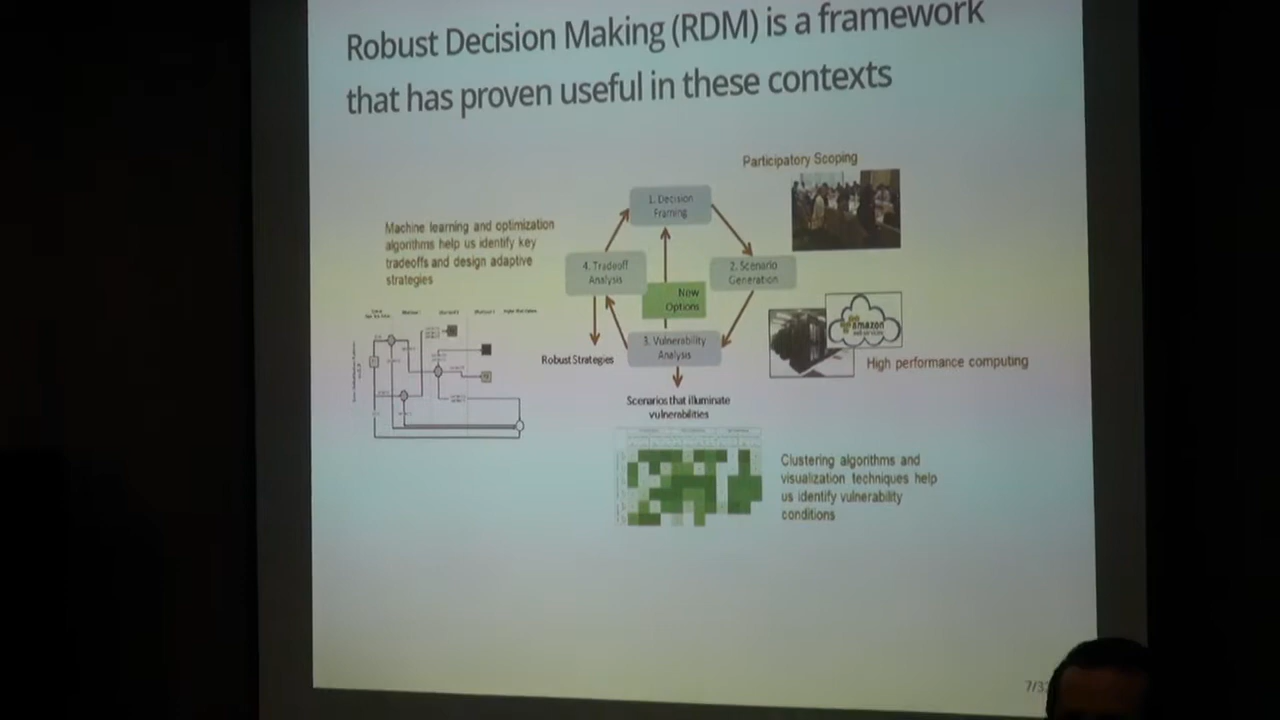 Robust Decision Making (RDM) is a framework
that has proven useful in these contexts
Participatory Scoping
1. Decision
Framing
Machine learning and optimization
algorithms help us identify key
tradeoffs and design adaptive
strategies
4. Tradeoff
Analysis
2. Scenario
Generation
New
Options
amazon
3. Vulnerability
Analysis
Robust Strategies
High performance computing
Scenarios that illuminate
vulnerabilities
Clustering algorithms and
visualization techniques help
us identify vulnerability
conditions